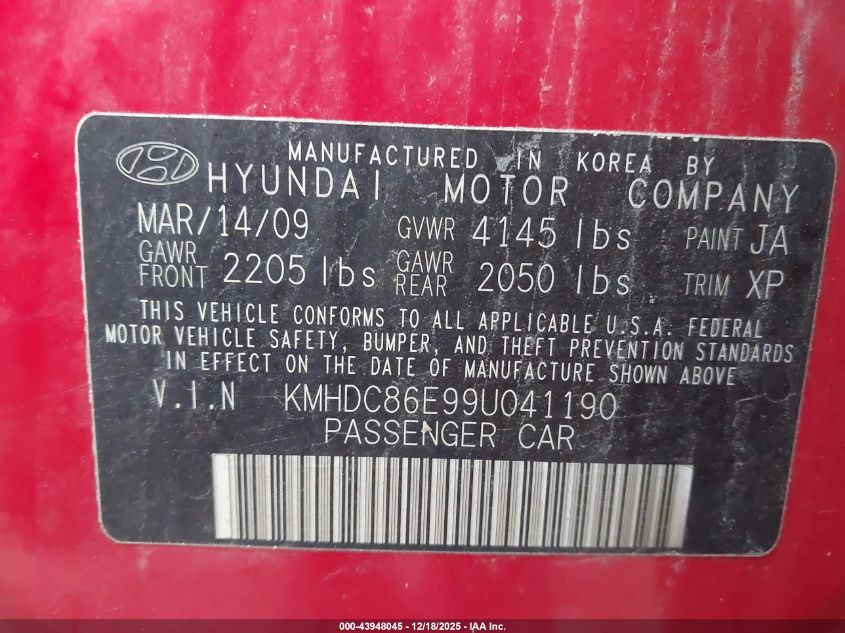 MANUFACTURED IN KOREA BY
HYUNDAI MOTOR COMPANY
MAR/14/09 GVWR 4145 lbs PAINT JA
GAWR FRONT 2205 lbs GAWR REAR 2050 lbs TRIM XP
THIS VEHICLE CONFORMS TO ALL APPLICABLE U.S.A. FEDERAL
MOTOR VEHICLE SAFETY, BUMPER, AND THEFT PREVENTION STANDARDS
IN EFFECT ON THE DATE OF MANUFACTURE SHOWN ABOVE
V.I.N KMHDC86E99U041190
PASSENGER CAR
000-43948045 / 12/18/2025 - IAA Inc.